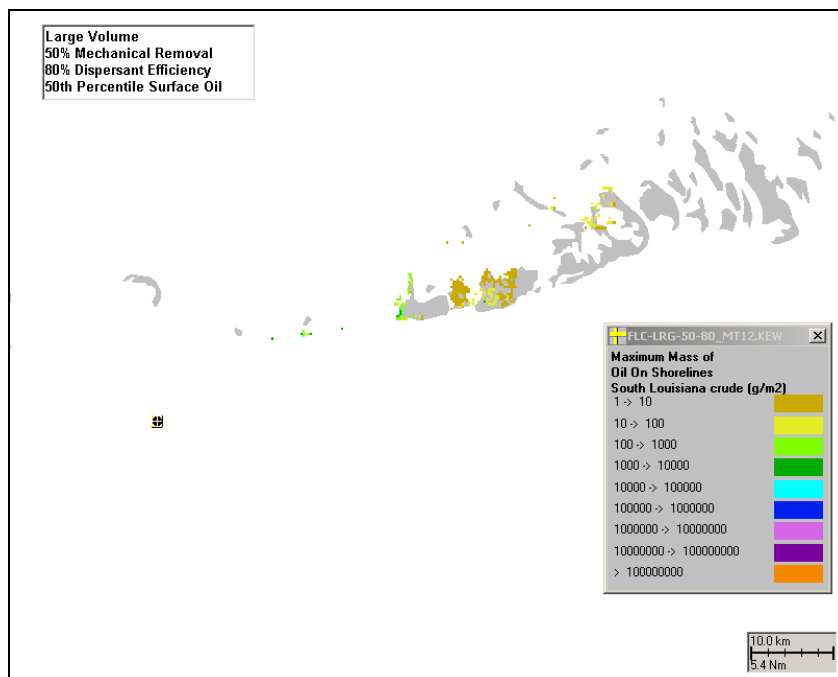 Large Volume
50% Mechanical Removal
80% Dispersant Efficiency
50th Percentile Surface Oil
FLC-LRG-50-80_MT12.KEW
Maximum Mass of
Oil On Shorelines
South Louisiana crude (g/m2)
1 -> 10
10 -> 100
100 -> 1000
1000 -> 10000
10000 -> 100000
100000 -> 1000000
1000000 -> 10000000
10000000 -> 100000000
> 100000000
10.0 km
5.4 Nm